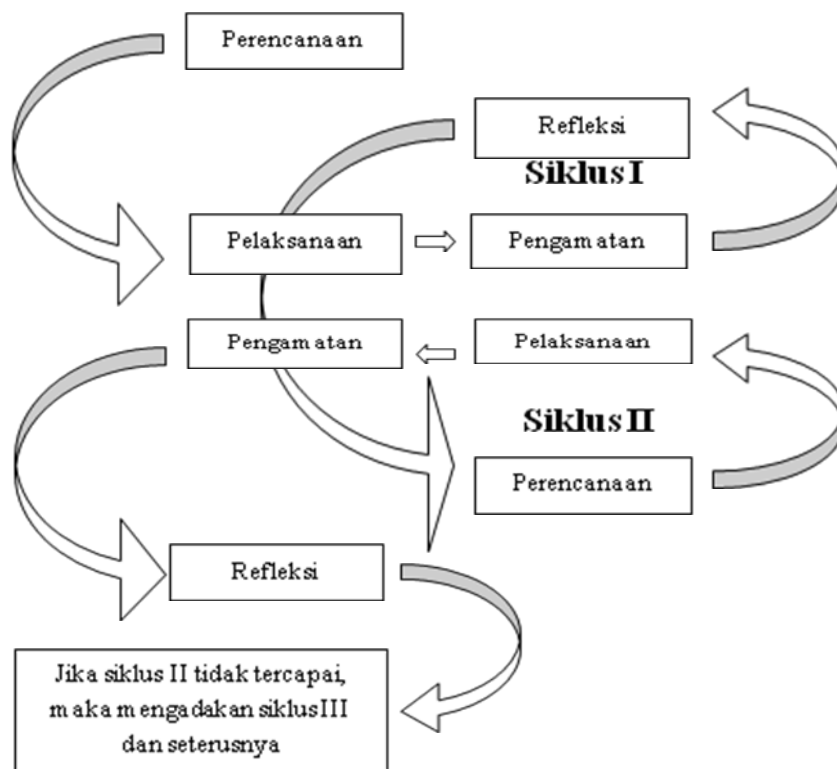 Perencanaan
Refleksi
Siklus I
Pelaksanaan
Pengamatan
Pengamatan
Pelaksanaan
Siklus II
Perencanaan
Refleksi
Jika siklus II tidak tercapai,
maka mengadakan siklus III
dan seterusnya